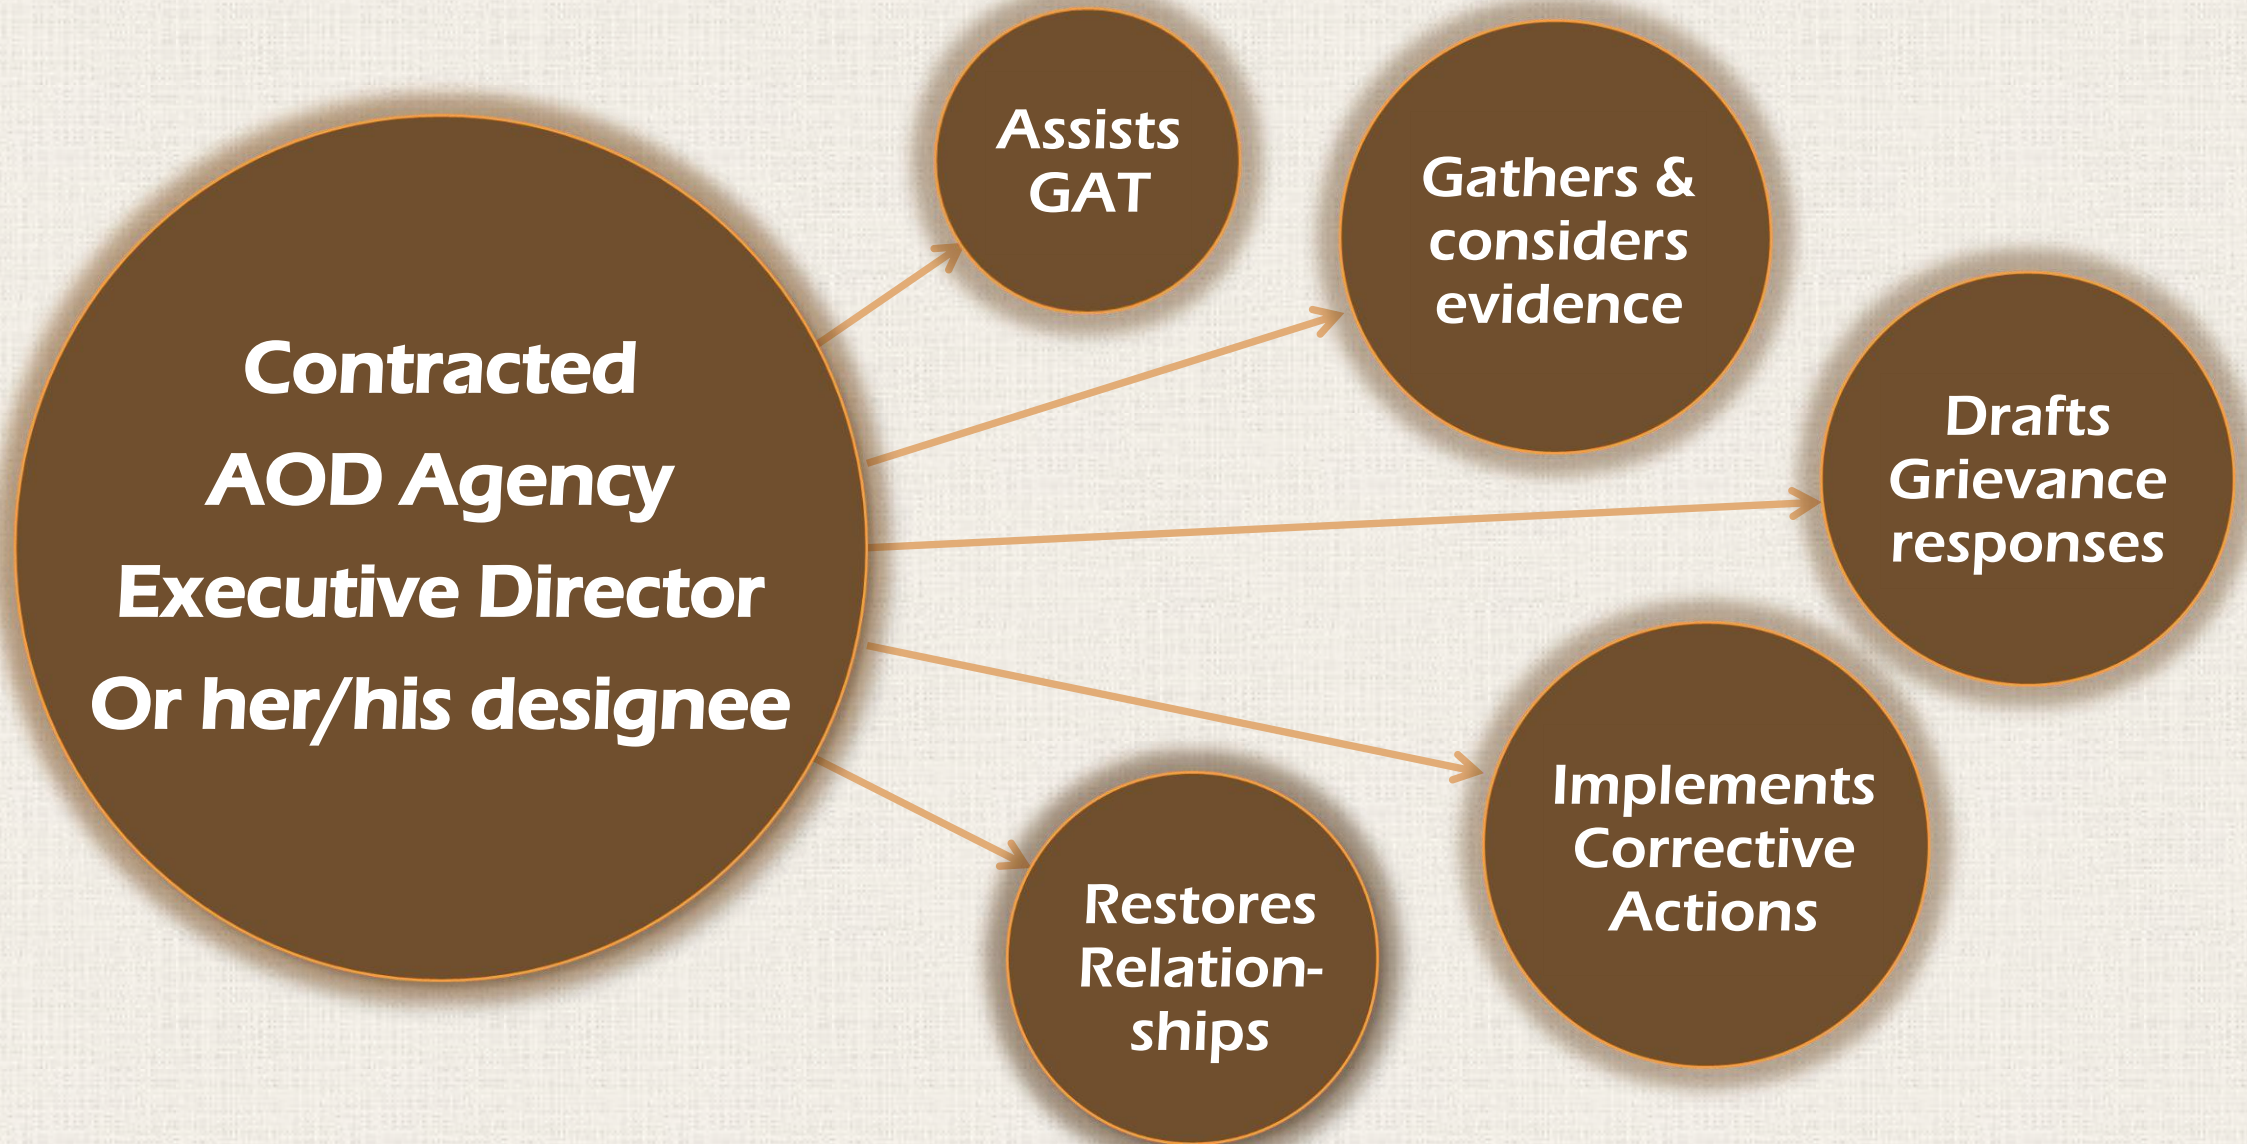 Contracted
AOD Agency
Executive Director
Or her/his designee
Assists
GAT
Gathers &
considers
evidence
Drafts
Grievance
responses
Implements
Corrective
Actions
Restores
Relation-
ships